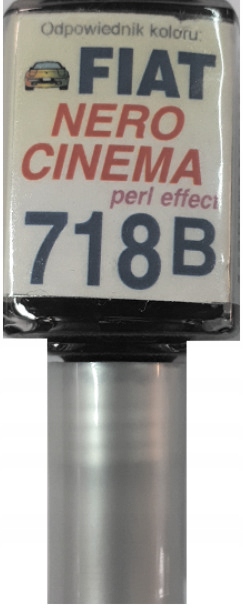 Odpowiednik koloru:
FIAT
NERO
CINEMA
perl effect
718B